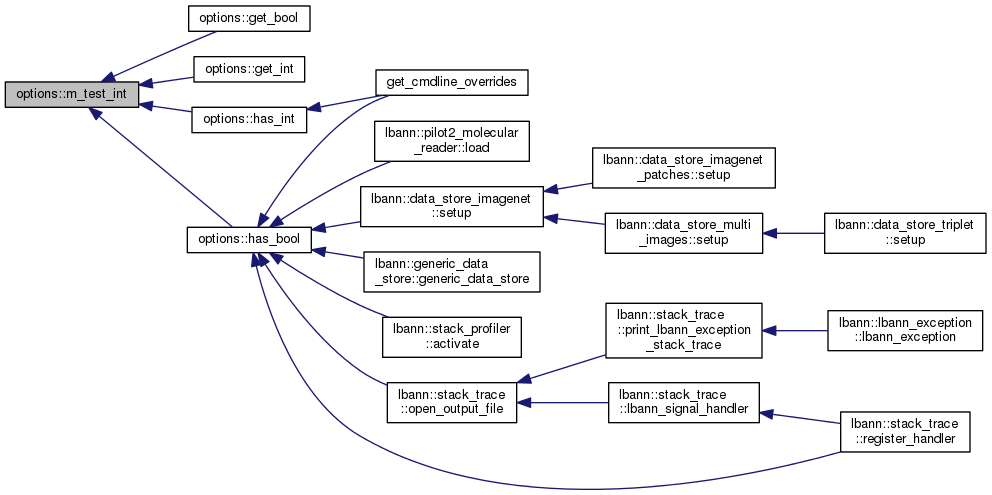 options::get_bool
options::get_int
options::m_test_int
options::has_int
get_cmdline_overrides
lbann::pilot2_molecular
_reader::load
lbann::data_store_imagenet
_patches::setup
lbann::data_store_imagenet
::setup
lbann::data_store_multi
_images::setup
lbann::data_store_triplet
::setup
options::has_bool
lbann::generic_data
_store::generic_data_store
lbann::stack_profiler
::activate
lbann::stack_trace
::print_lbann_exception
_stack_trace
lbann::lbann_exception
::lbann_exception
lbann::stack_trace
::open_output_file
lbann::stack_trace
::lbann_signal_handler
lbann::stack_trace
::register_handler